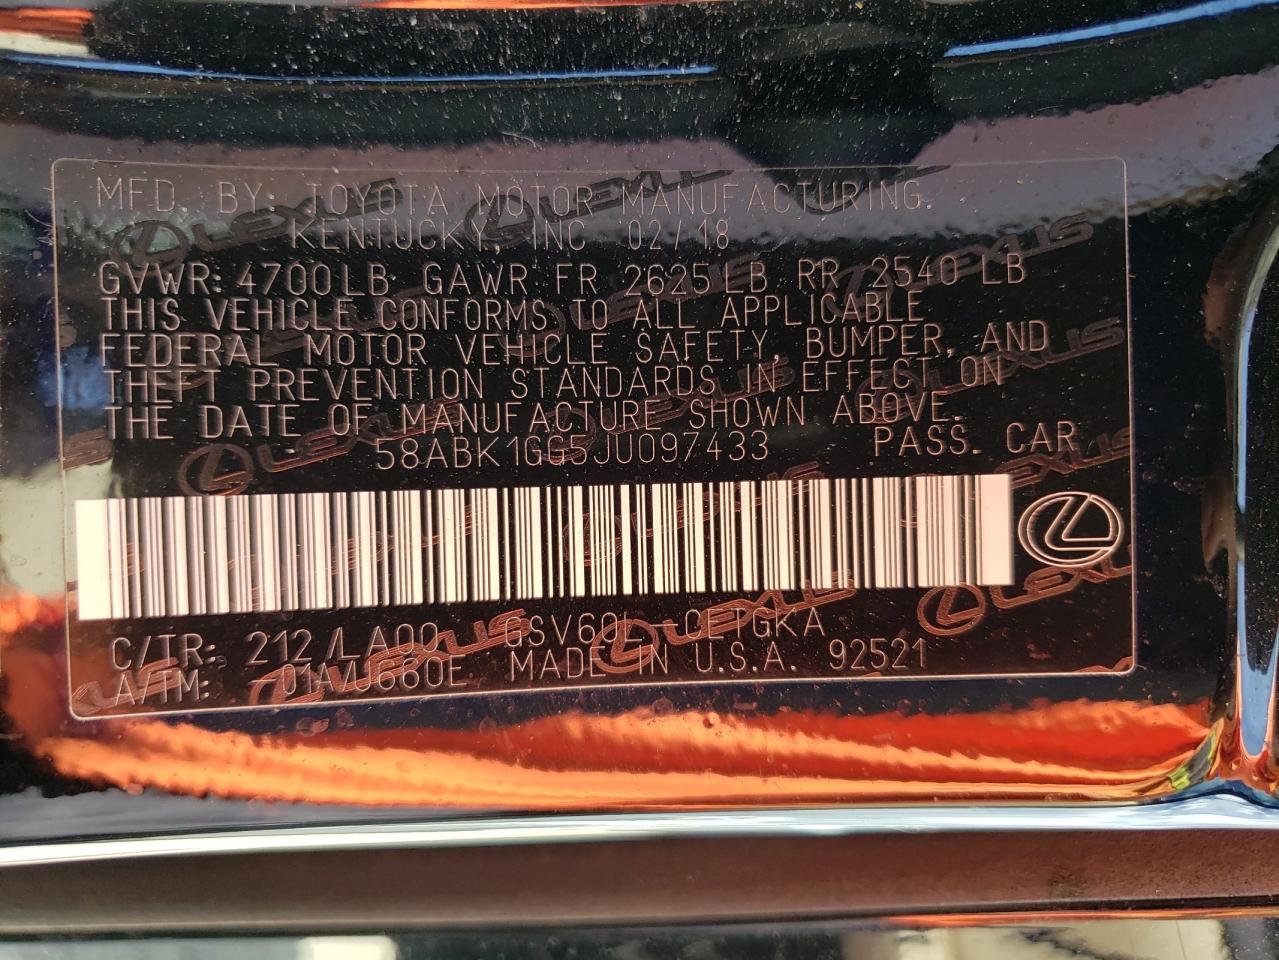 MFD. BY: TOYOTA MOTOR MANUFACTURING
KENTUCKY, INC 02/18
GVWR: 4700LB GAWR FR 2625LB RR 2540 LB
THIS VEHICLE CONFORMS TO ALL APPLICABLE
FEDERAL MOTOR VEHICLE SAFETY, BUMPER, AND
THEFT PREVENTION STANDARDS IN EFFECT ON
THE DATE OF MANUFACTURE SHOWN ABOVE.
58ABK1GG5JU097433 PASS. CAR
C/TR: 212/LA00 GSV60L-CETGKA
A/TM: -01A/U660E MADE IN U.S.A. 92521
LEXUS